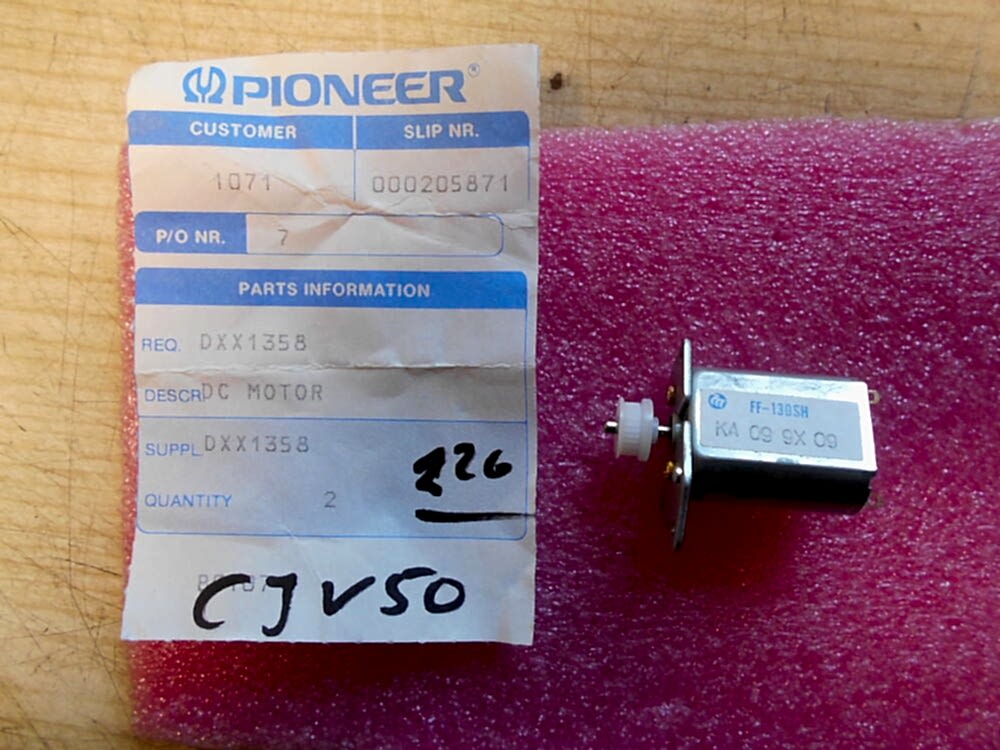 PIONEER®
CUSTOMER SLIP NR.
1071 000205871
P/O NR. 7
PARTS INFORMATION
REQ. DXX1358
DESCR DC MOTOR
SUPPL DXX1358
126
QUANTITY 2
CJV50
FF-130SH
KA 09 9X 09